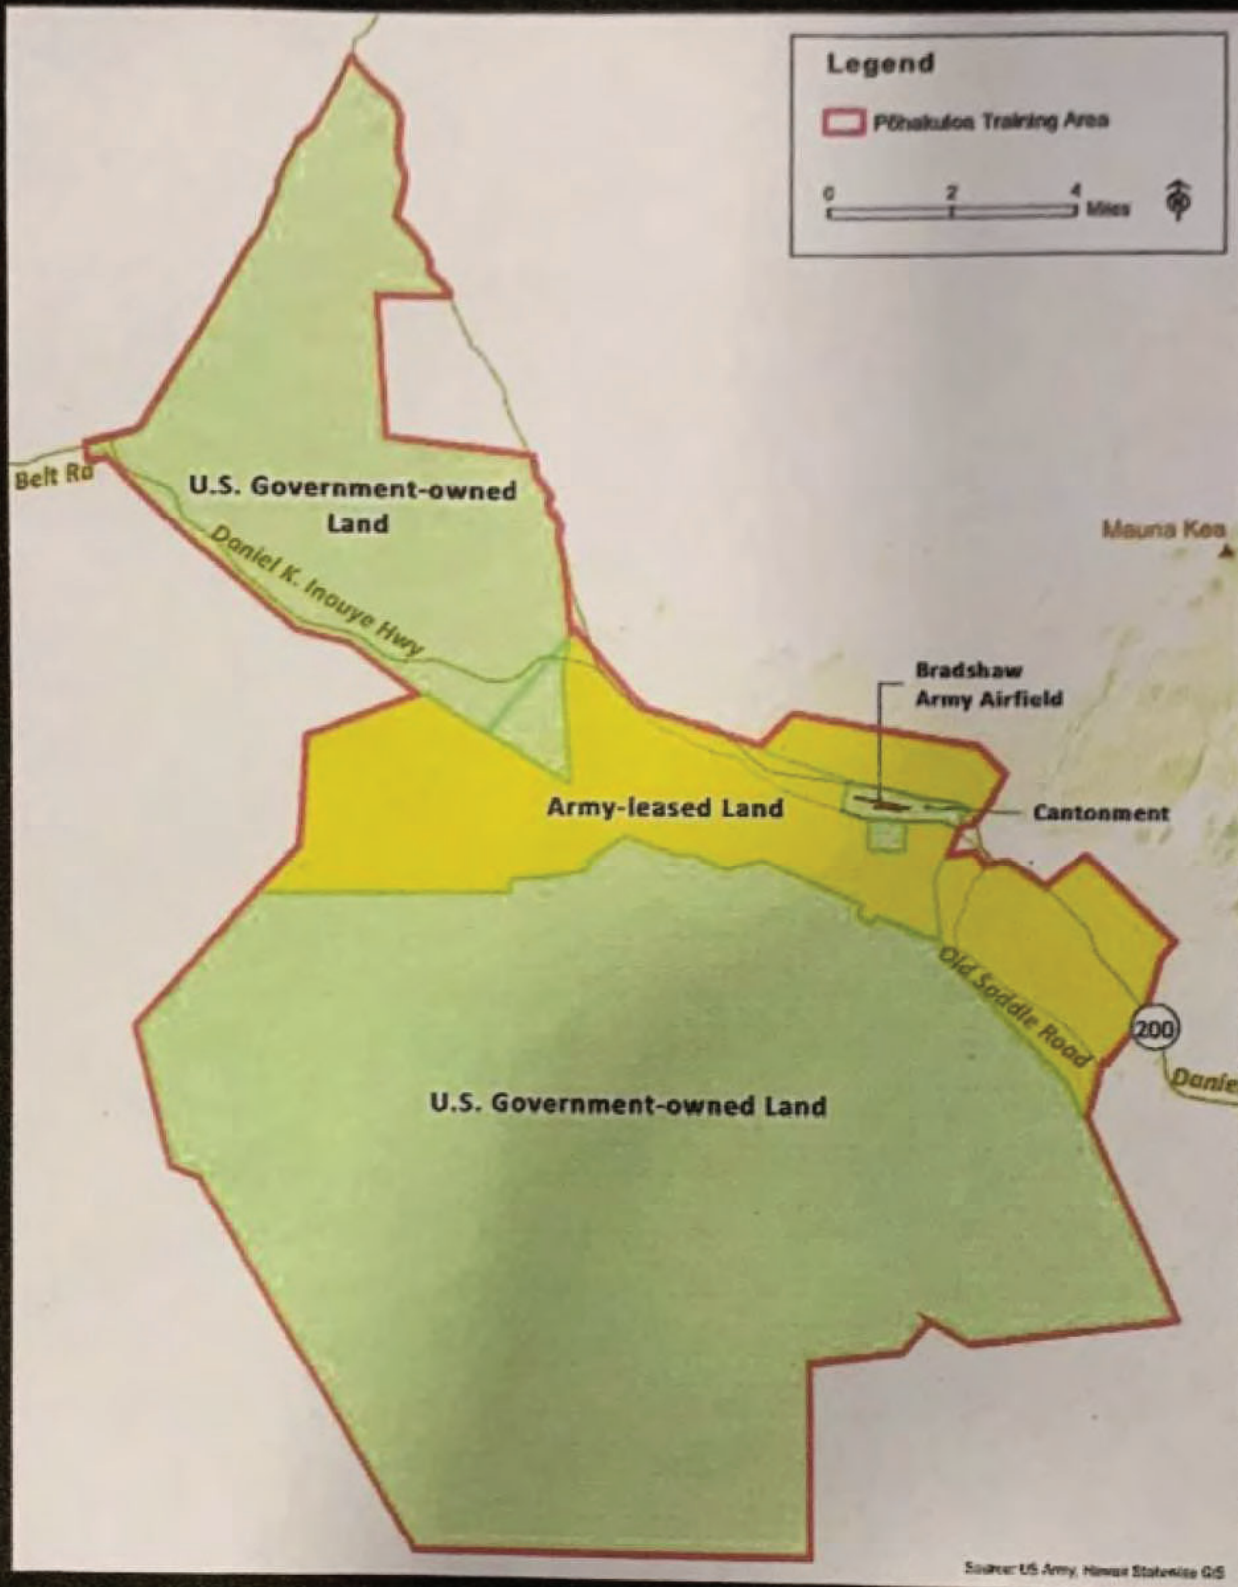 Legend
Pōhakuloa Training Area
0 2 4
Miles
Belt Rd
U.S. Government-owned
Land
Daniel K. Inouye Hwy
Mauna Kea
Bradshaw
Army Airfield
Army-leased Land
Cantonment
Old Saddle Road
200
Danie
U.S. Government-owned Land
Source: US Army, Hawaii Statewide GIS